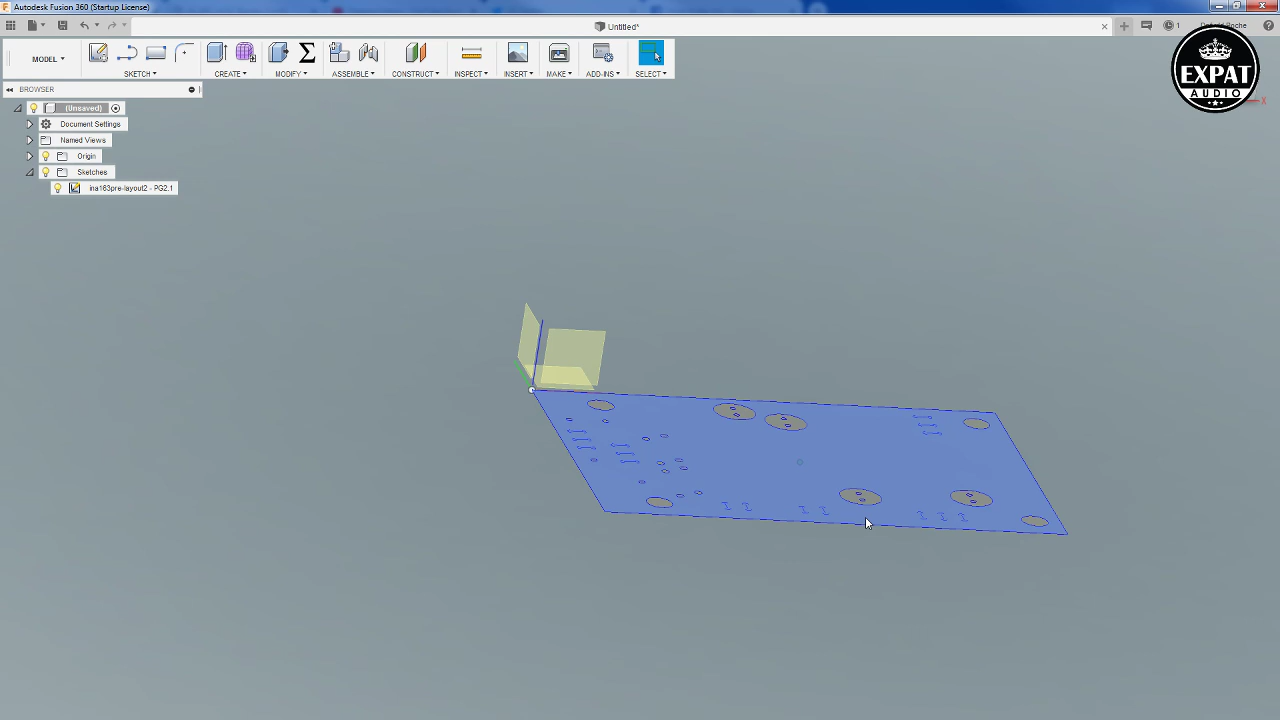 Autodesk Fusion 360 (Startup License)
Untitled*
1
MODEL
SKETCH
CREATE
MODIFY
ASSEMBLE
CONSTRUCT
INSPECT
INSERT
MAKE
ADD-INS
SELECT
EXPAT
AUDIO
X
BROWSER
(Unsaved)
Document Settings
Named Views
Origin
Sketches
ina163pre-layout2 - PG2.1